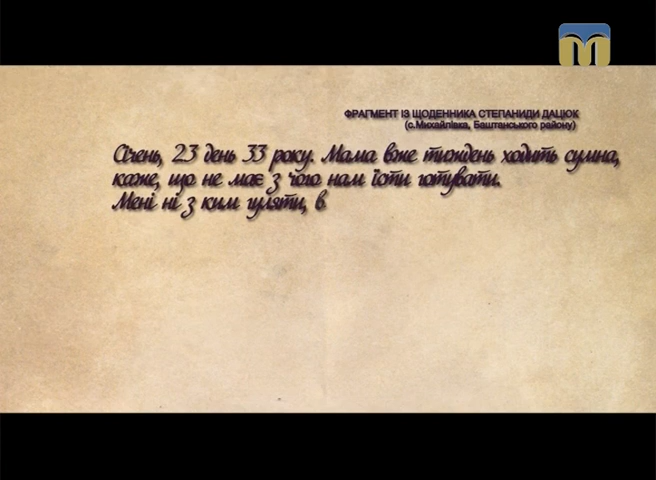 ФРАГМЕНТ ІЗ ЩОДЕННИКА СТЕПАНИДИ ДАЦЮК
(с.Михайлівка, Баштанського району)
Січень, 23 день 33 року. Мама вже тиждень ходить сумна,
каже, що не має з чого нам їсти готувати.
Мені ні з ким гуляти, в